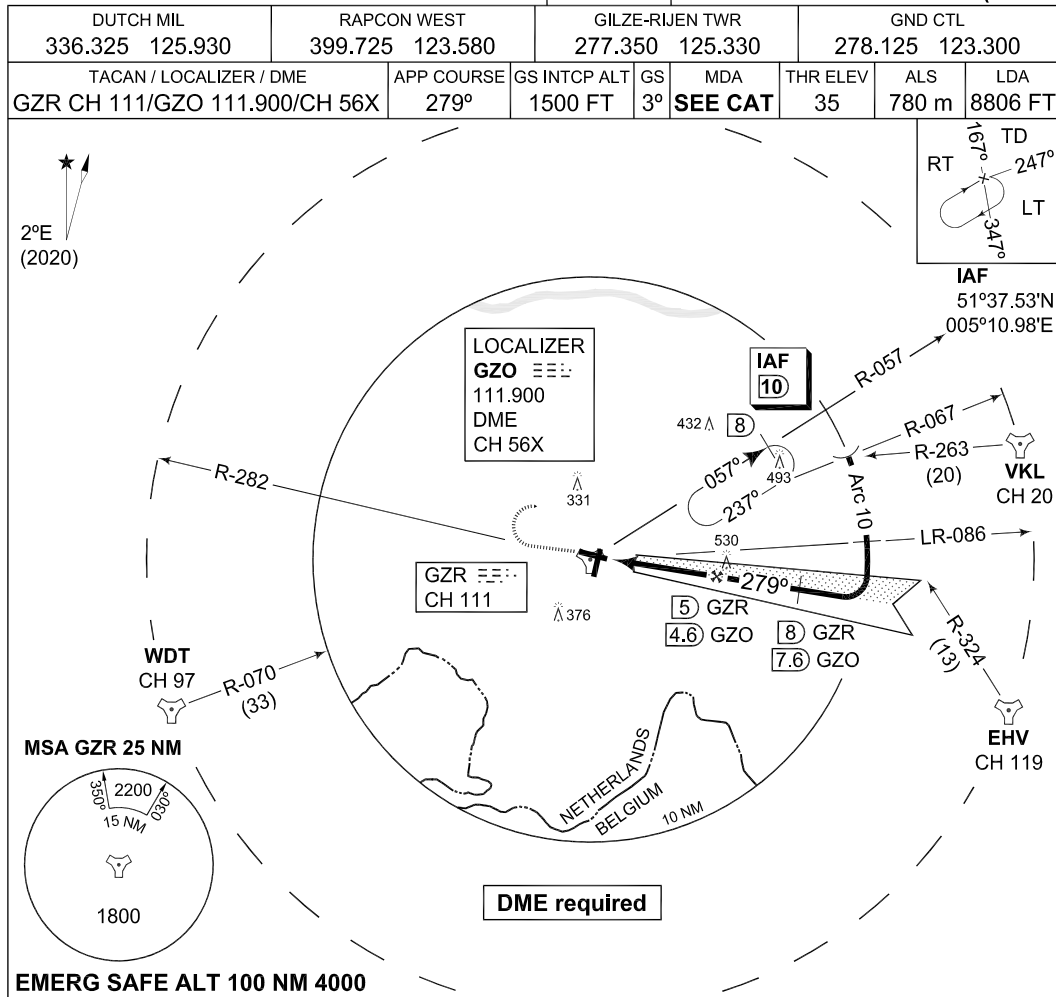 DUTCH MIL
336.325 125.930
RAPCON WEST
399.725 123.580
GILZE-RIJEN TWR
277.350 125.330
GND CTL
278.125 123.300
TACAN / LOCALIZER / DME
GZR CH 111/GZO 111.900/CH 56X
APP COURSE
279º
GS INTCP ALT
1500 FT
GS
3º
MDA
SEE CAT
THR ELEV
35
ALS
780 m
LDA
8806 FT
2ºE
(2020)
167º
TD
RT
247º
LT
347º
IAF
51º37.53'N
005º10.98'E
LOCALIZER
GZO
111.900
DME
CH 56X
IAF
10
R-057
432
8
R-067
R-263
(20)
VKL
CH 20
057º
493
237º
Arc 10
R-282
331
530
LR-086
GZR
CH 111
279º
376
5 GZR
4.6 GZO
8 GZR
7.6 GZO
R-324
(13)
WDT
CH 97
R-070
(33)
EHV
CH 119
MSA GZR 25 NM
350º
2200
030º
15 NM
1800
NETHERLANDS
BELGIUM
10 NM
DME required
EMERG SAFE ALT 100 NM 4000